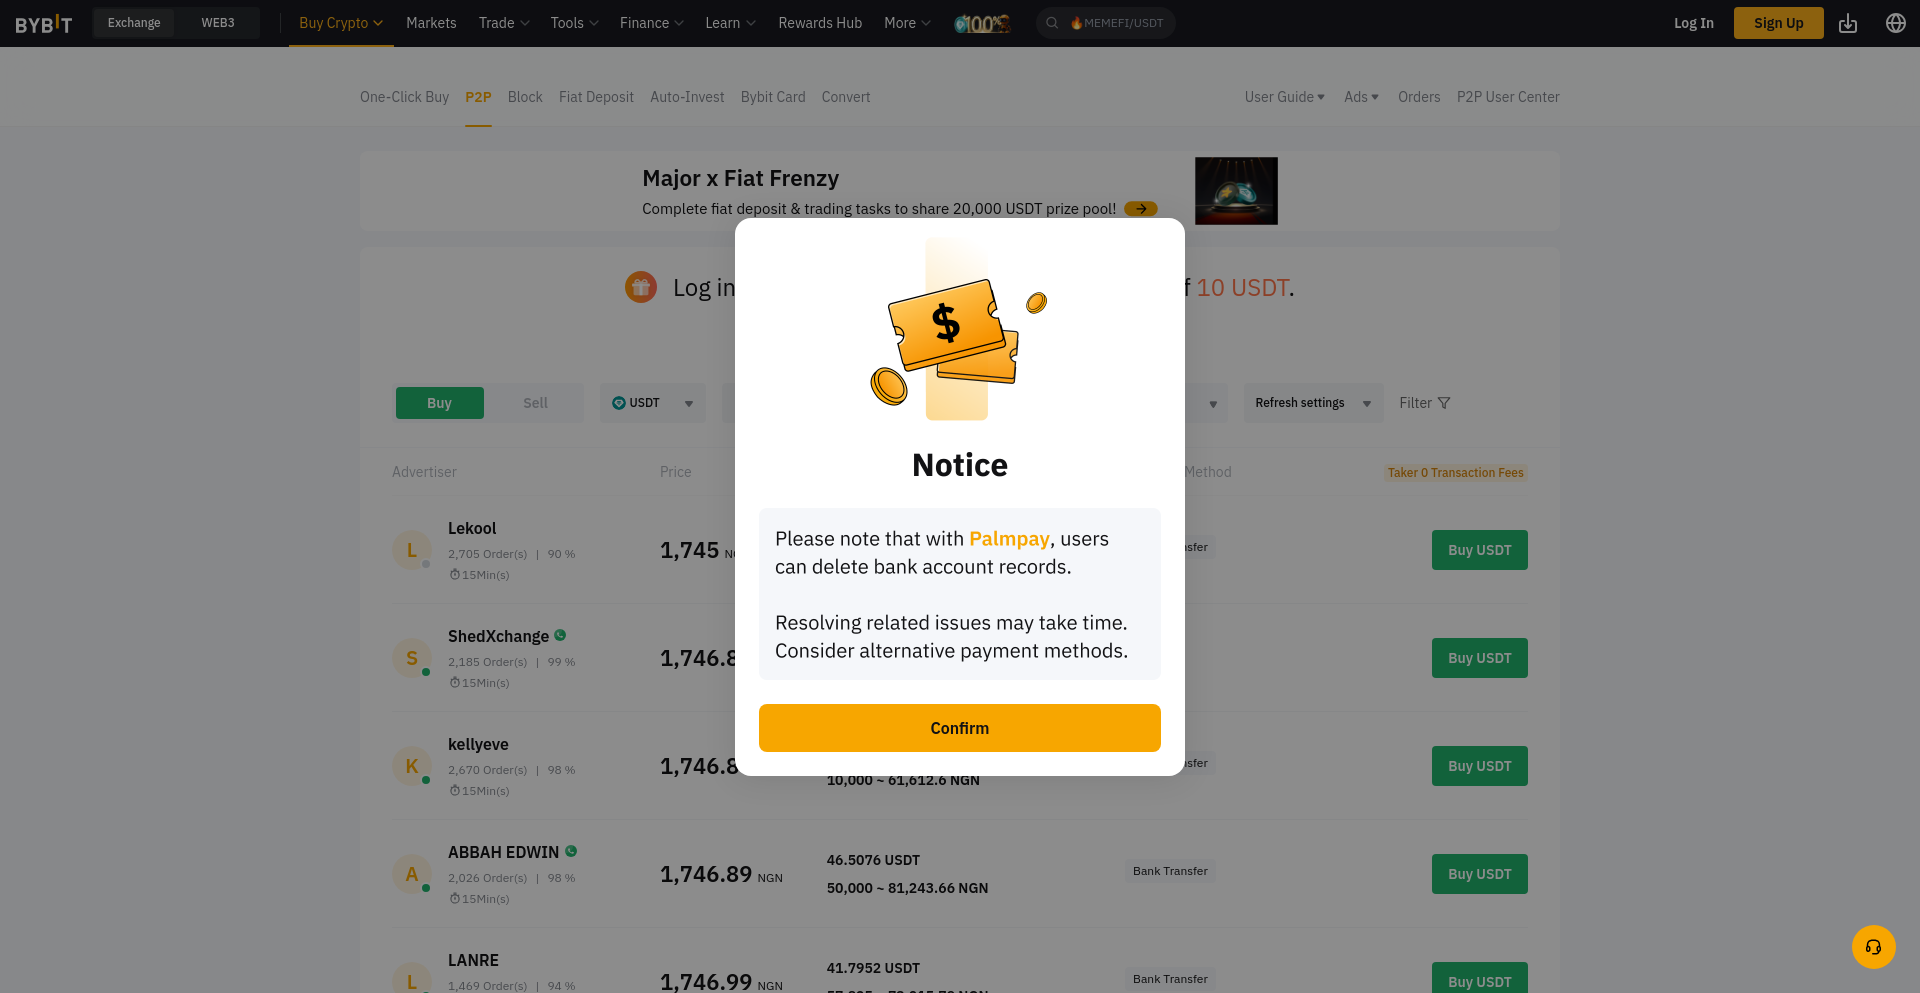 BYBIT
Exchange WEB3 Buy Crypto Markets Trade Tools Finance Learn Rewards Hub More 100% MEMEFI/USDT Log In Sign Up
One-Click Buy P2P Block Fiat Deposit Auto-Invest Bybit Card Convert User Guide Ads Orders P2P User Center
Major x Fiat Frenzy
Complete fiat deposit & trading tasks to share 20,000 USDT prize pool!
Log in 10 USDT.
Buy Sell USDT Refresh settings Filter
Advertiser Price Method Taker 0 Transaction Fees
L
Lekool
2,705 Order(s) | 90 %
15Min(s)
1,745
Buy USDT
S
ShedXchange
2,185 Order(s) | 99 %
15Min(s)
1,746.8
Buy USDT
K
kellyeve
2,670 Order(s) | 98 %
15Min(s)
1,746.8
10,000 ~ 61,612.6 NGN
Buy USDT
A
ABBAH EDWIN
2,026 Order(s) | 98 %
15Min(s)
1,746.89 NGN
46.5076 USDT
50,000 ~ 81,243.66 NGN
Bank Transfer
Buy USDT
L
LANRE
1,469 Order(s) | 94 %
1,746.99 NGN
41.7952 USDT
Bank Transfer
Buy USDT
$
Notice
Please note that with Palmpay, users
can delete bank account records.
Resolving related issues may take time.
Consider alternative payment methods.
Confirm